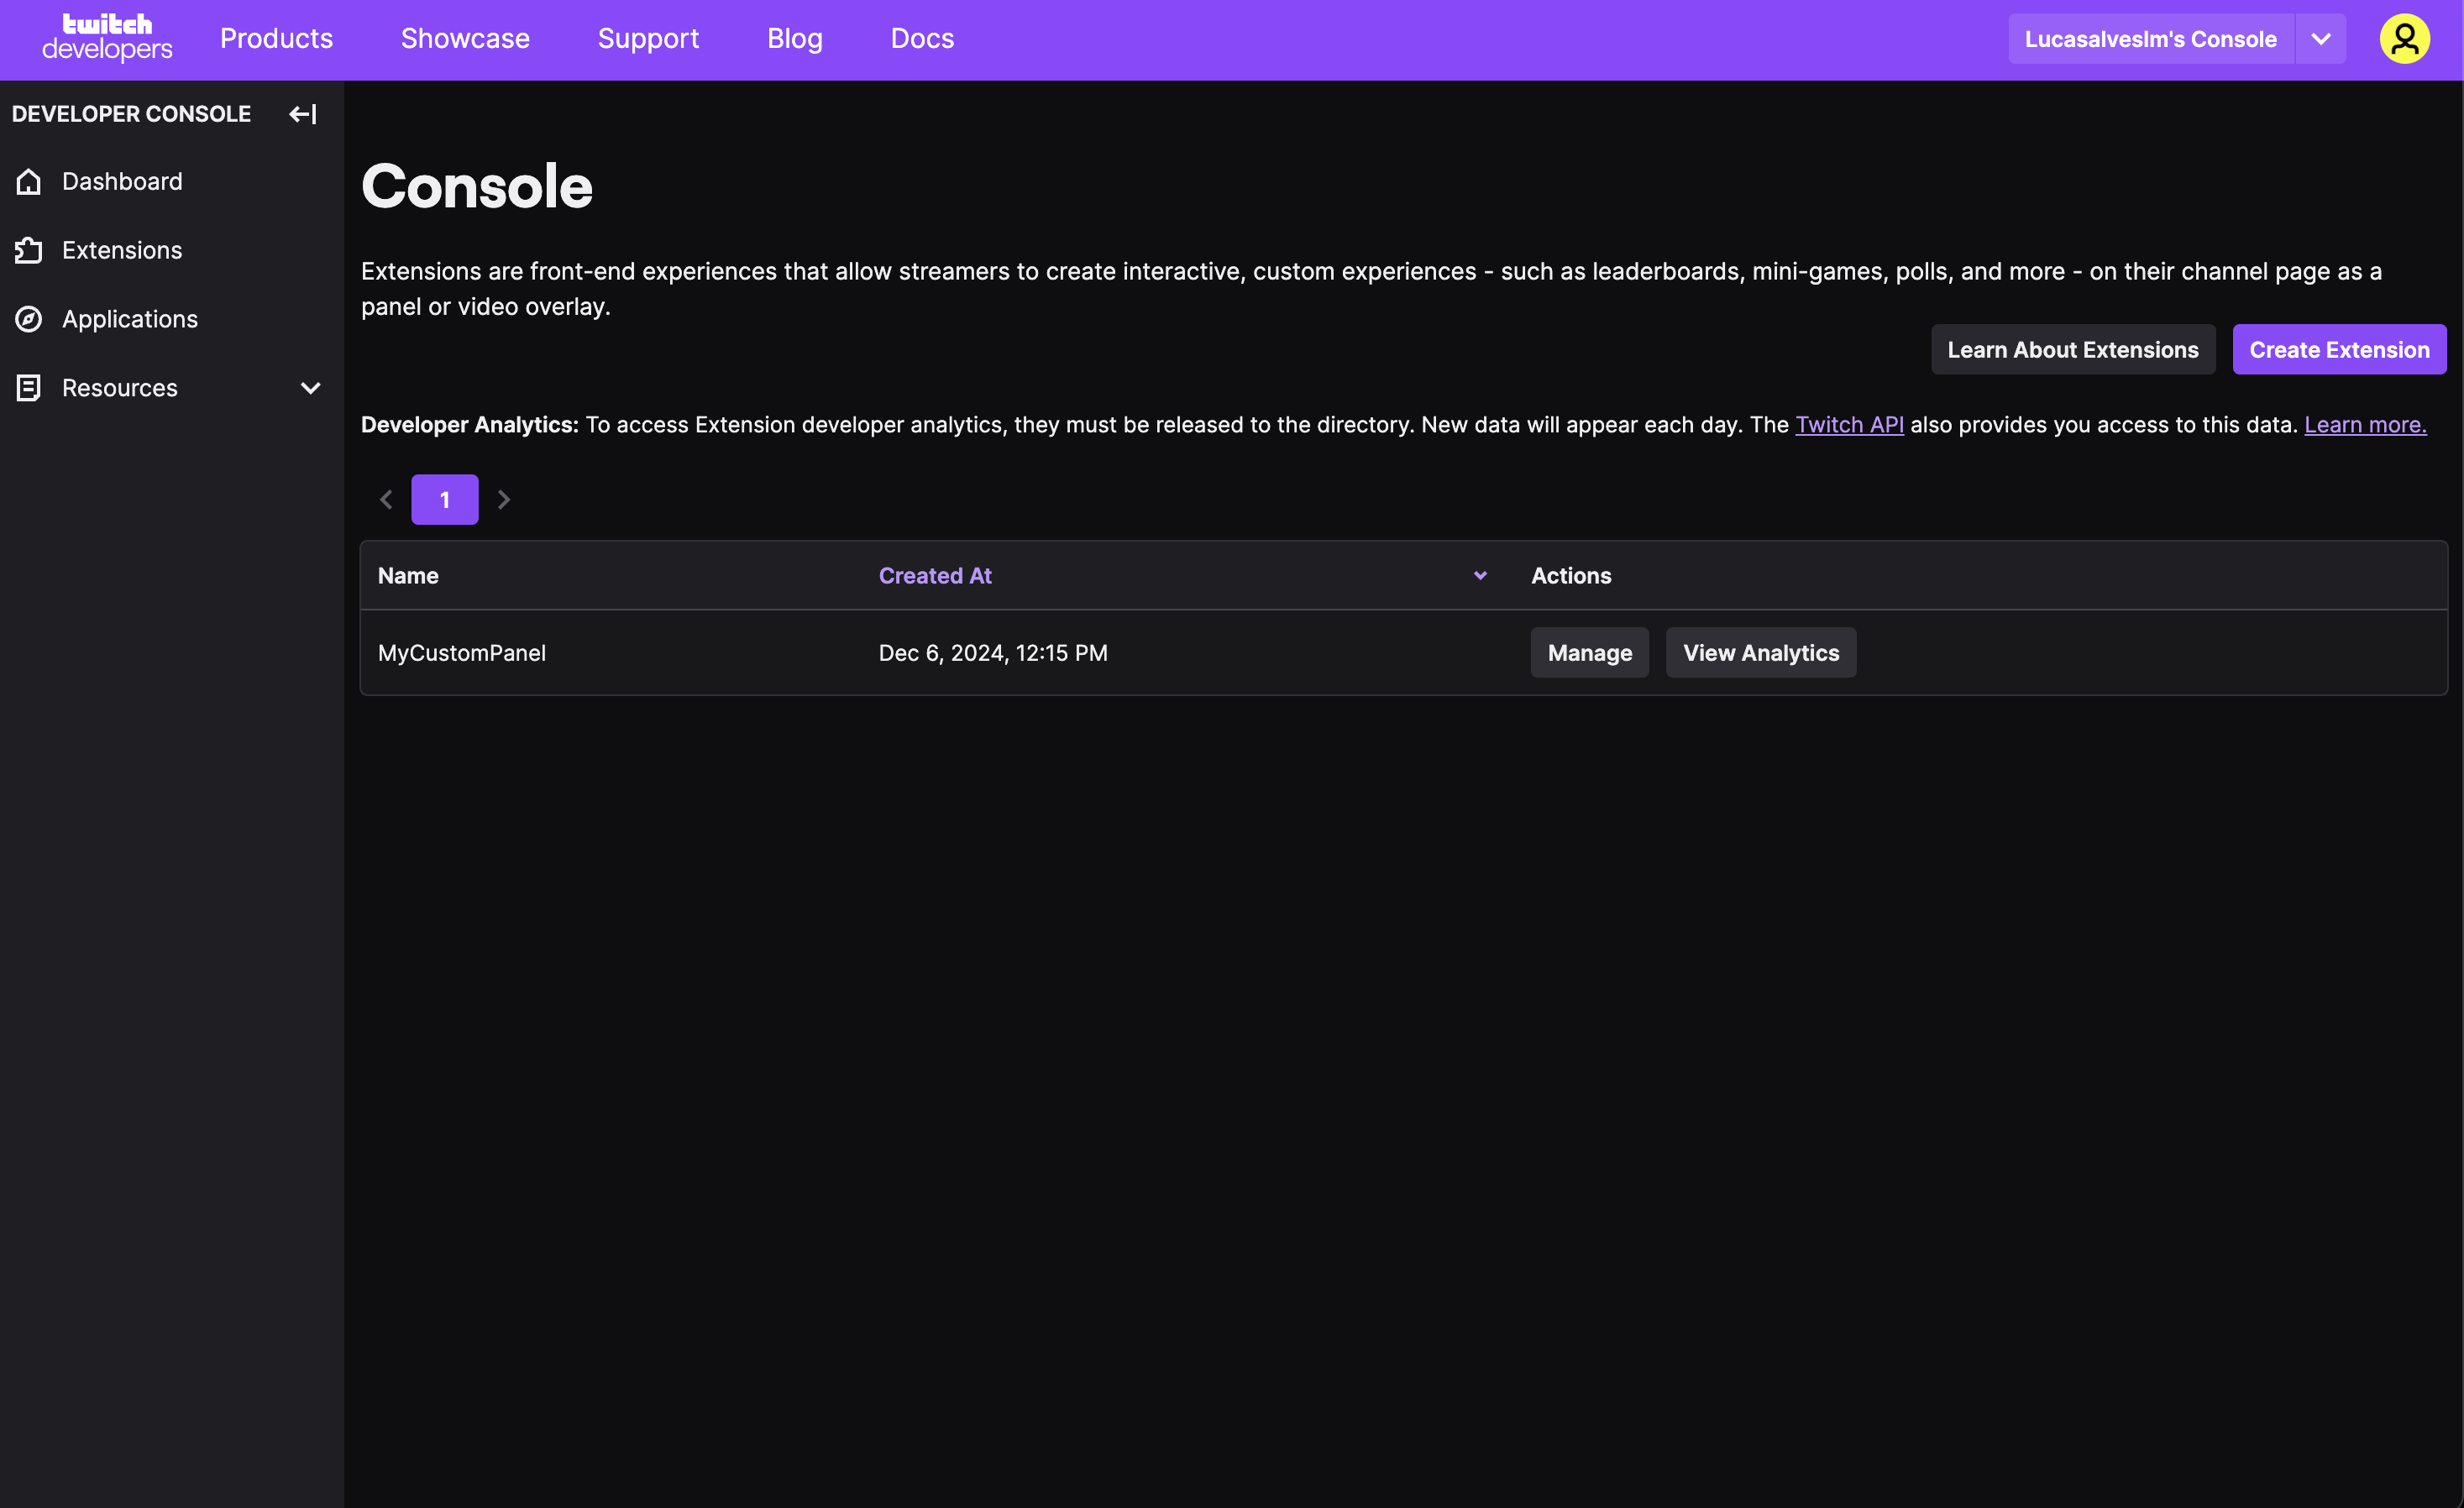 twitch
developers
Products
Showcase
Support
Blog
Docs
Lucasalveslm's Console
DEVELOPER CONSOLE
Dashboard
Extensions
Applications
Resources
Console
Extensions are front-end experiences that allow streamers to create interactive, custom experiences - such as leaderboards, mini-games, polls, and more - on their channel page as a
panel or video overlay.
Learn About Extensions
Create Extension
Developer Analytics: To access Extension developer analytics, they must be released to the directory. New data will appear each day. The Twitch API also provides you access to this data. Learn more.
1
Name
Created At
Actions
MyCustomPanel
Dec 6, 2024, 12:15 PM
Manage
View Analytics